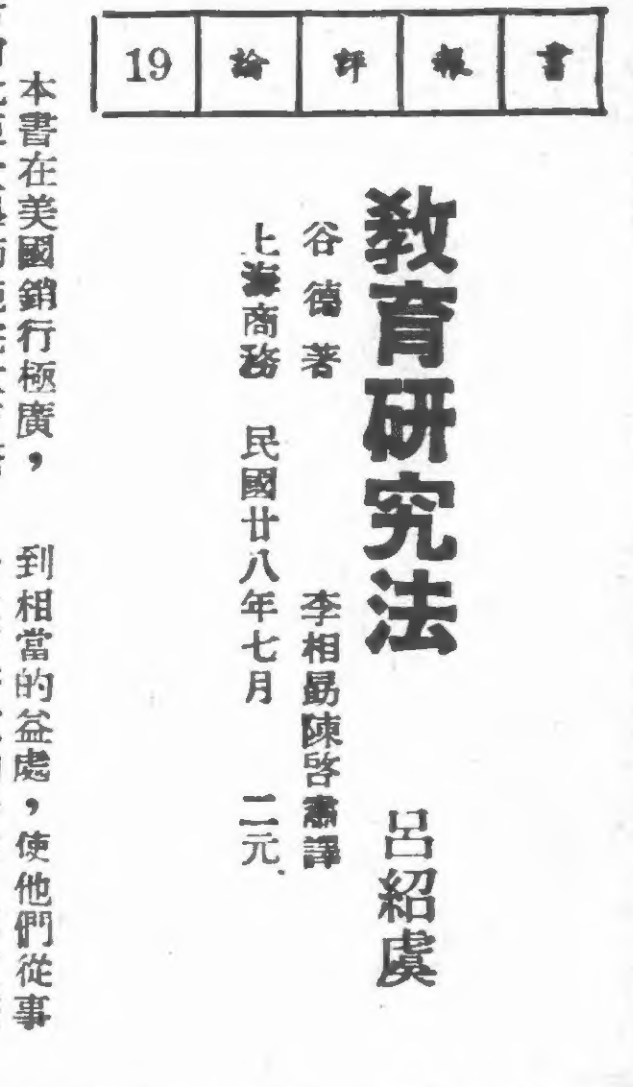 書報評論 19
教育研究法 呂紹虞
谷德著 李相勗陳啓肅譯
上海商務 民國廿八年七月 二元
本書在美國銷行極廣，
到相當的益處，使他們從事